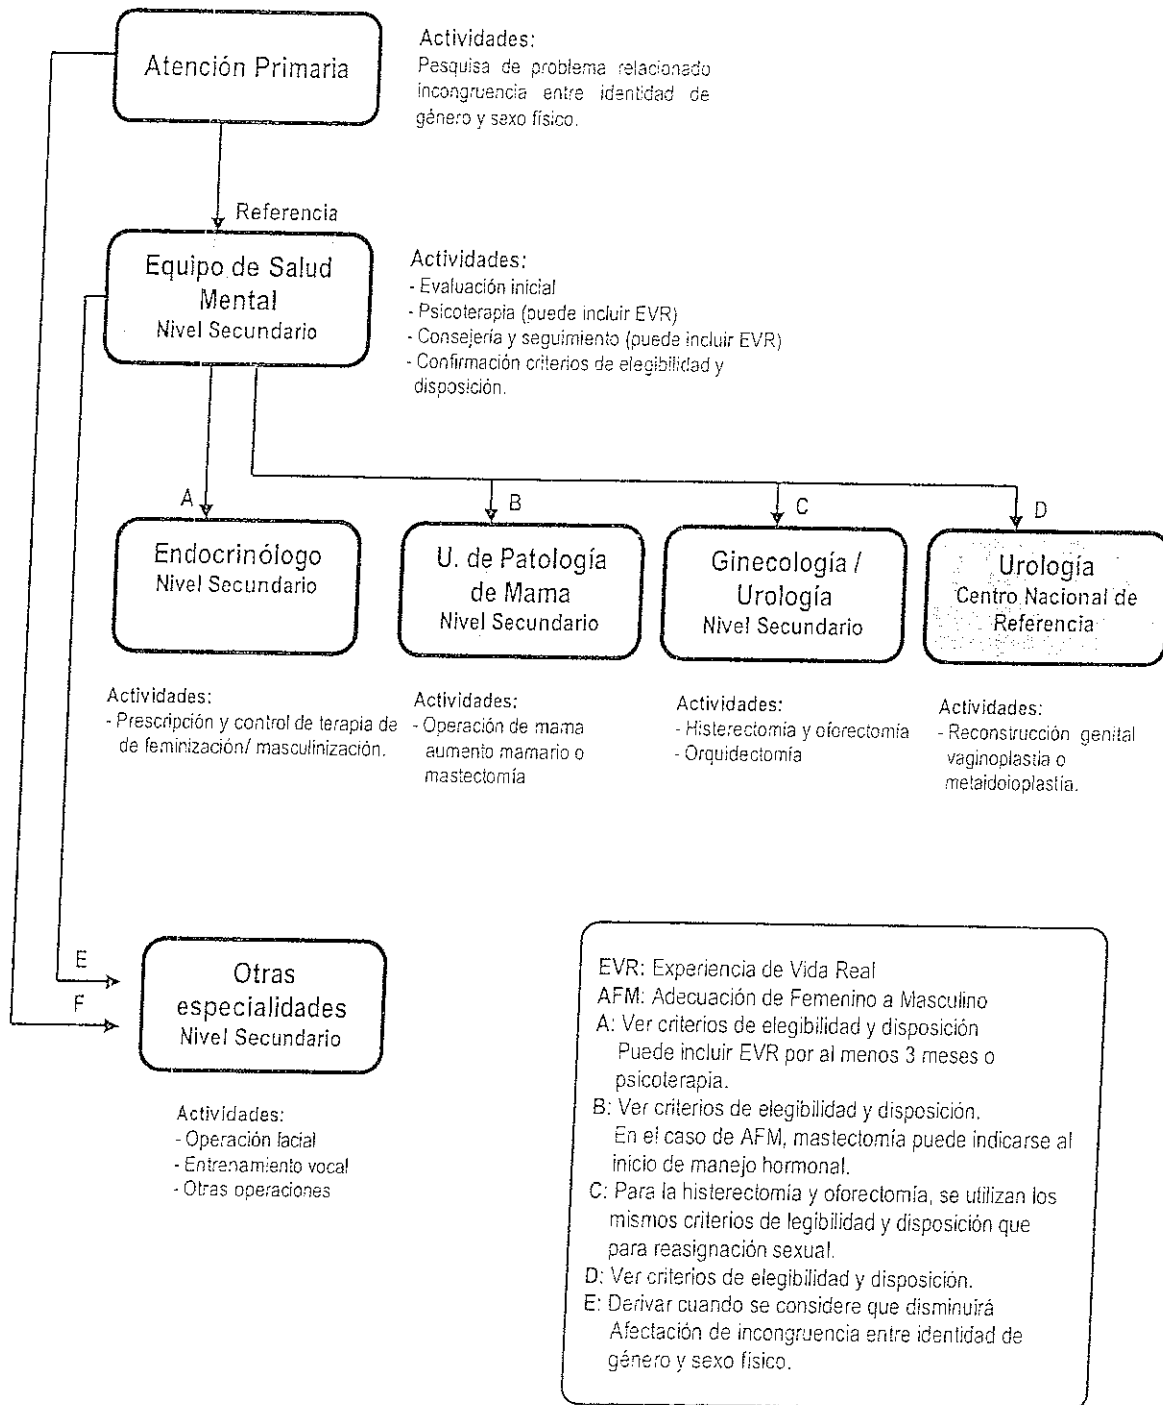 Atención Primaria
Actividades:
Pesquisa de problema relacionado
incongruencia entre identidad de
género y sexo físico.
Referencia
Equipo de Salud
Mental
Nivel Secundario
Actividades:
- Evaluación inicial
- Psicoterapia (puede incluir EVR)
- Consejería y seguimiento (puede incluir EVR)
- Confirmación criterios de elegibilidad y
disposición.
A
B
C
D
Endocrinólogo
Nivel Secundario
U. de Patología
de Mama
Nivel Secundario
Ginecología /
Urología
Nivel Secundario
Urología
Centro Nacional de
Referencia
Actividades:
- Prescripción y control de terapia de
de feminización/ masculinización.
Actividades:
- Operación de mama
aumento mamario o
mastectomía
Actividades:
- Histerectomía y oforectomía
- Orquidectomía
Actividades:
- Reconstrucción genital
vaginoplastia o
metaidoioplastía.
E
F
Otras
especialidades
Nivel Secundario
Actividades:
- Operación facial
- Entrenamiento vocal
- Otras operaciones
EVR: Experiencia de Vida Real
AFM: Adecuación de Femenino a Masculino
A: Ver criterios de elegibilidad y disposición
Puede incluir EVR por al menos 3 meses o
psicoterapia.
B: Ver criterios de elegibilidad y disposición.
En el caso de AFM, mastectomía puede indicarse al
inicio de manejo hormonal.
C: Para la histerectomía y oforectomía, se utilizan los
mismos criterios de legibilidad y disposición que
para reasignación sexual.
D: Ver criterios de elegibilidad y disposición.
E: Derivar cuando se considere que disminuirá
Afectación de incongruencia entre identidad de
género y sexo físico.